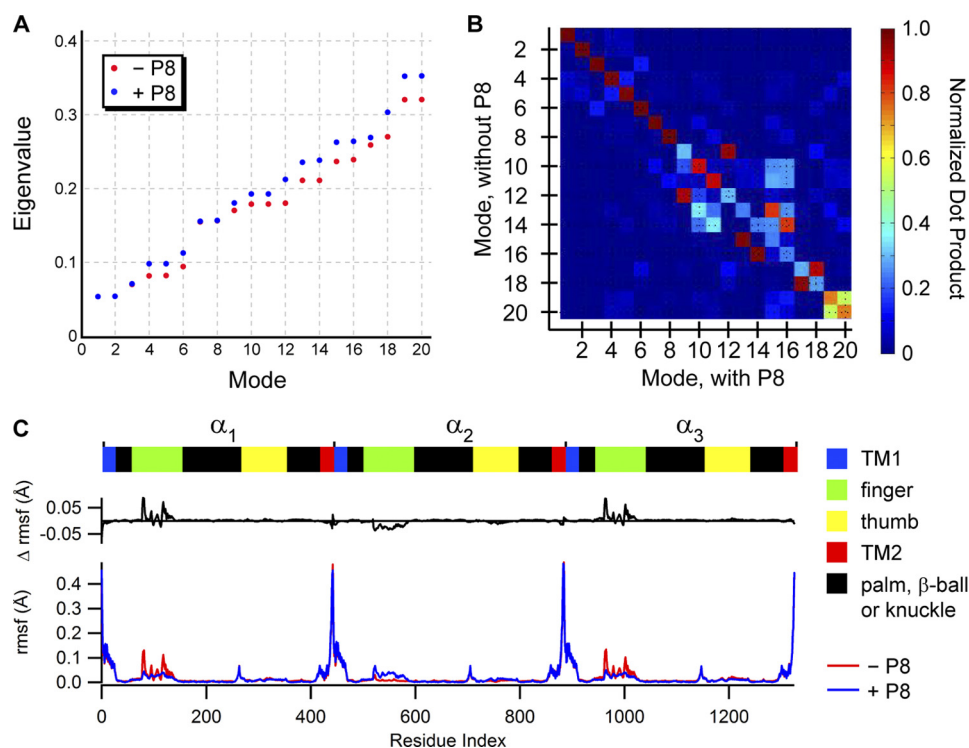 A
0.4
0.3
0.2
0.1
0
Eigenvalue
− P8
+ P8
0 2 4 6 8 10 12 14 16 18 20
Mode
B
2
4
6
8
10
12
14
16
18
20
Mode, without P8
2 4 6 8 10 12 14 16 18 20
Mode, with P8
1.0
0.8
0.6
0.4
0.2
0
Normalized Dot Product
C
α1 α2 α3
TM1
finger
thumb
TM2
palm, β-ball
or knuckle
− P8
+ P8
0.05
-0.05
Δ rmsf (Å)
0.4
0.3
0.2
0.1
0.0
rmsf (Å)
0 200 400 600 800 1000 1200
Residue Index